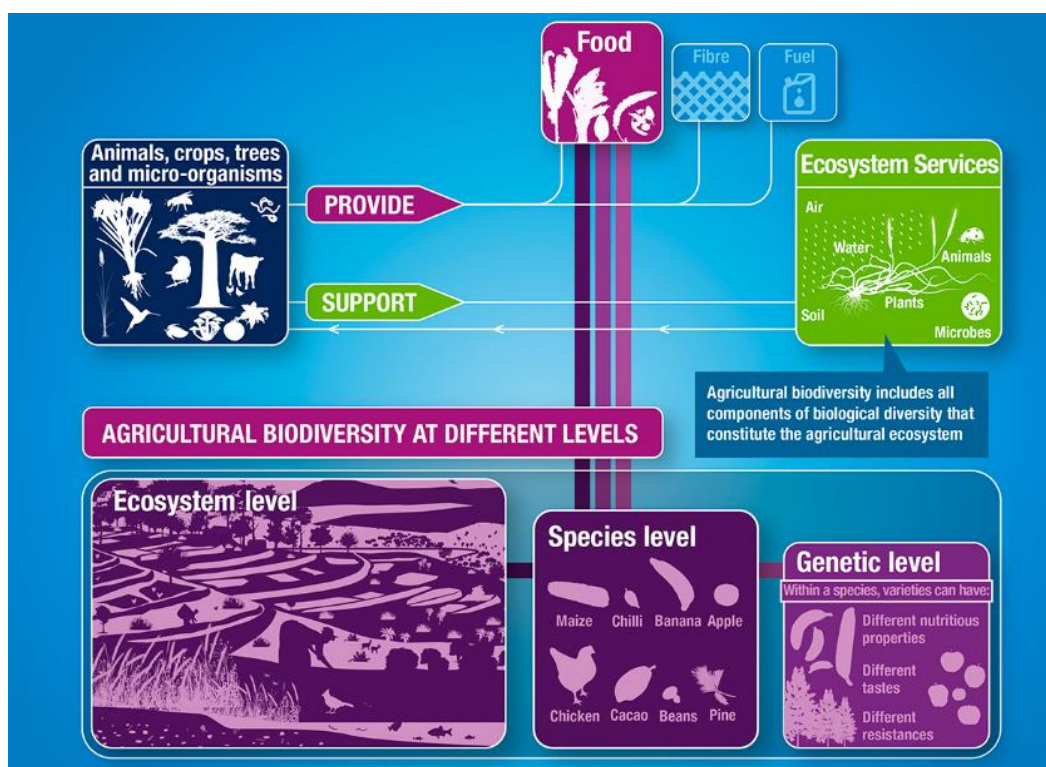 Food
Fibre
Fuel
Animals, crops, trees
and micro-organisms
PROVIDE
SUPPORT
Ecosystem Services
Air
Water
Animals
Plants
Soil
Microbes
Agricultural biodiversity includes all
components of biological diversity that
constitute the agricultural ecosystem
AGRICULTURAL BIODIVERSITY AT DIFFERENT LEVELS
Ecosystem level
Species level
Maize Chilli Banana Apple
Chicken Cacao Beans Pine
Genetic level
Within a species, varieties can have:
Different nutritious
properties
Different
tastes
Different
resistances